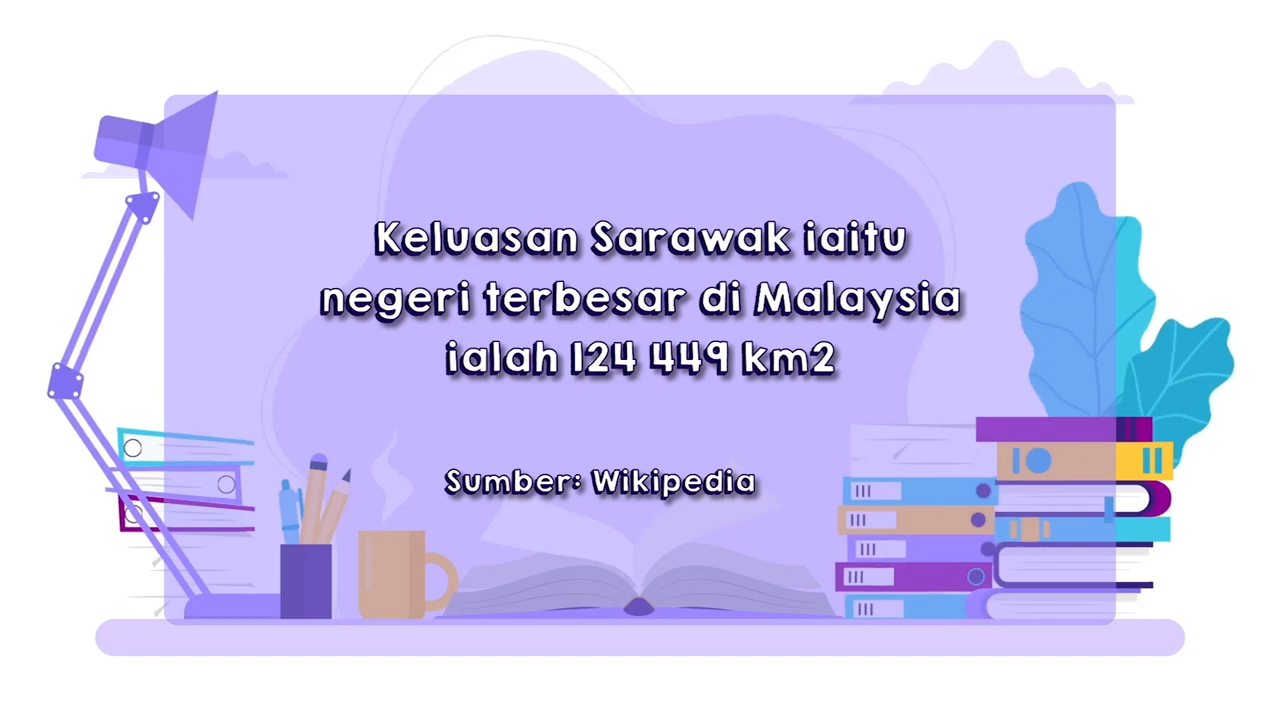 Keluasan Sarawak iaitu
negeri terbesar di Malaysia
ialah 124 449 km2
Sumber: Wikipedia